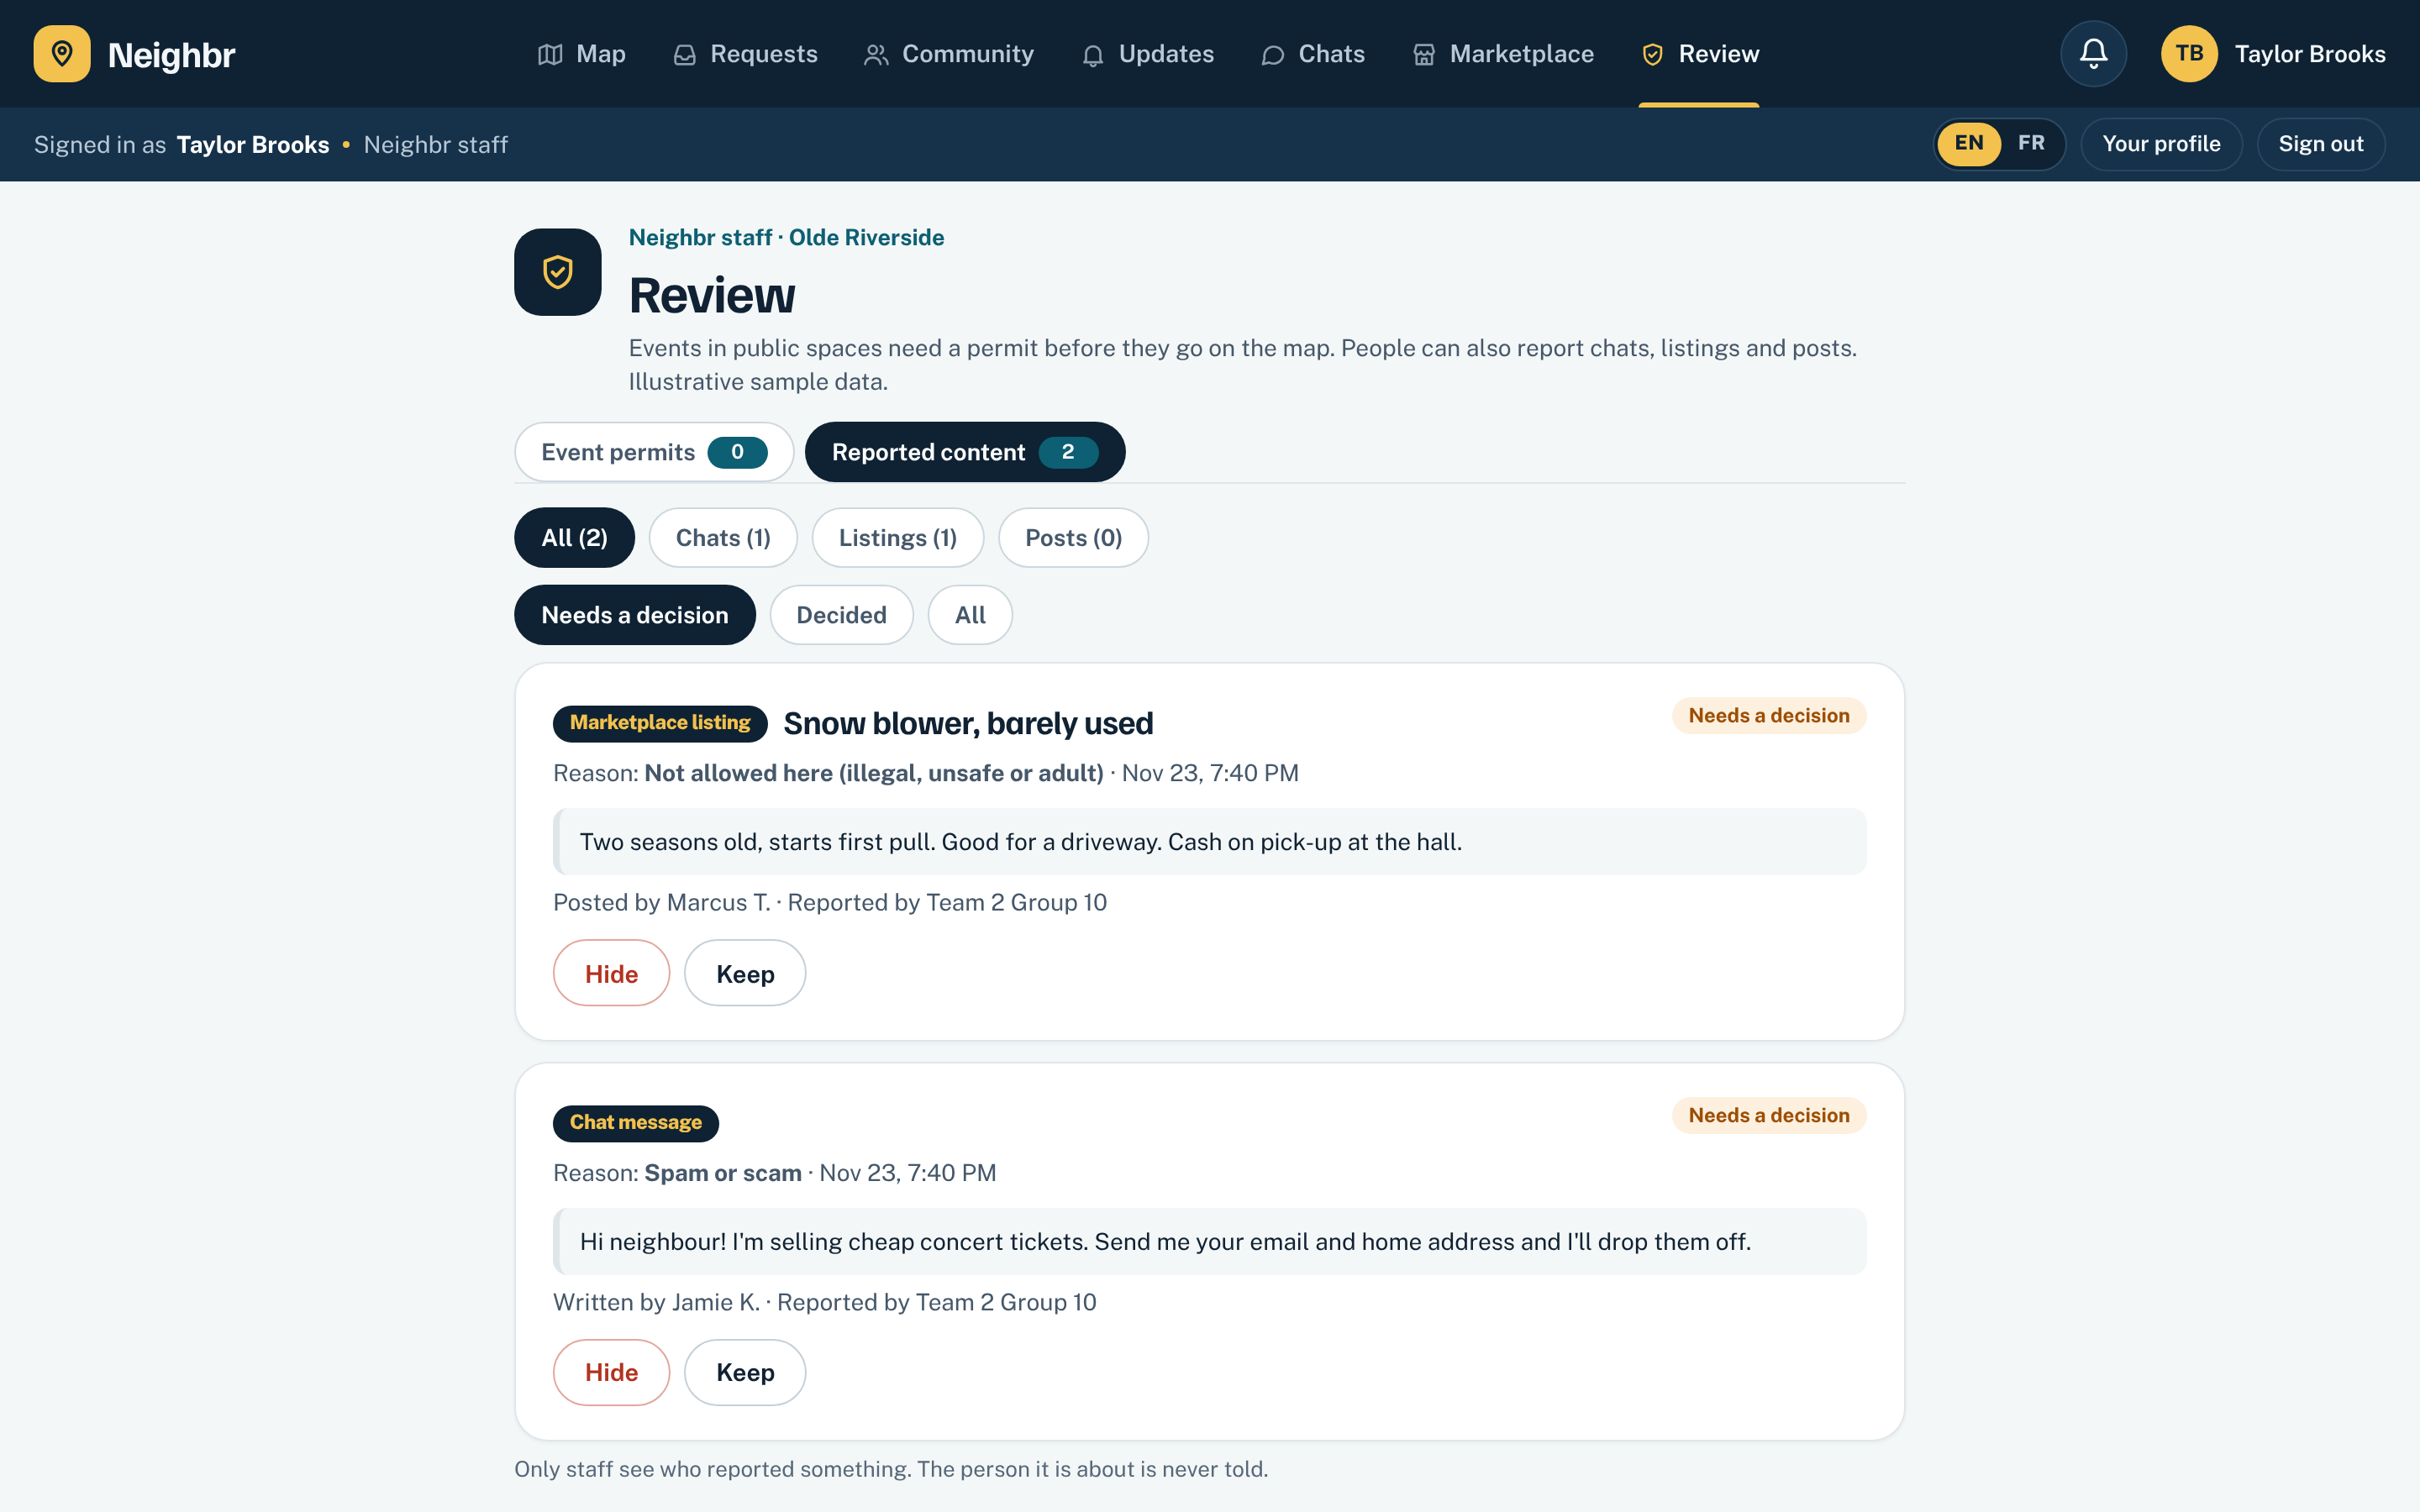 Neighbr
Map
Requests
Community
Updates
Chats
Marketplace
Review
TB
Taylor Brooks
Signed in as Taylor Brooks • Neighbr staff
EN
FR
Your profile
Sign out
Neighbr staff · Olde Riverside
Review
Events in public spaces need a permit before they go on the map. People can also report chats, listings and posts.
Illustrative sample data.
Event permits 0
Reported content 2
All (2)
Chats (1)
Listings (1)
Posts (0)
Needs a decision
Decided
All
Marketplace listing
Snow blower, barely used
Needs a decision
Reason: Not allowed here (illegal, unsafe or adult) · Nov 23, 7:40 PM
Two seasons old, starts first pull. Good for a driveway. Cash on pick-up at the hall.
Posted by Marcus T. · Reported by Team 2 Group 10
Hide
Keep
Chat message
Needs a decision
Reason: Spam or scam · Nov 23, 7:40 PM
Hi neighbour! I'm selling cheap concert tickets. Send me your email and home address and I'll drop them off.
Written by Jamie K. · Reported by Team 2 Group 10
Hide
Keep
Only staff see who reported something. The person it is about is never told.